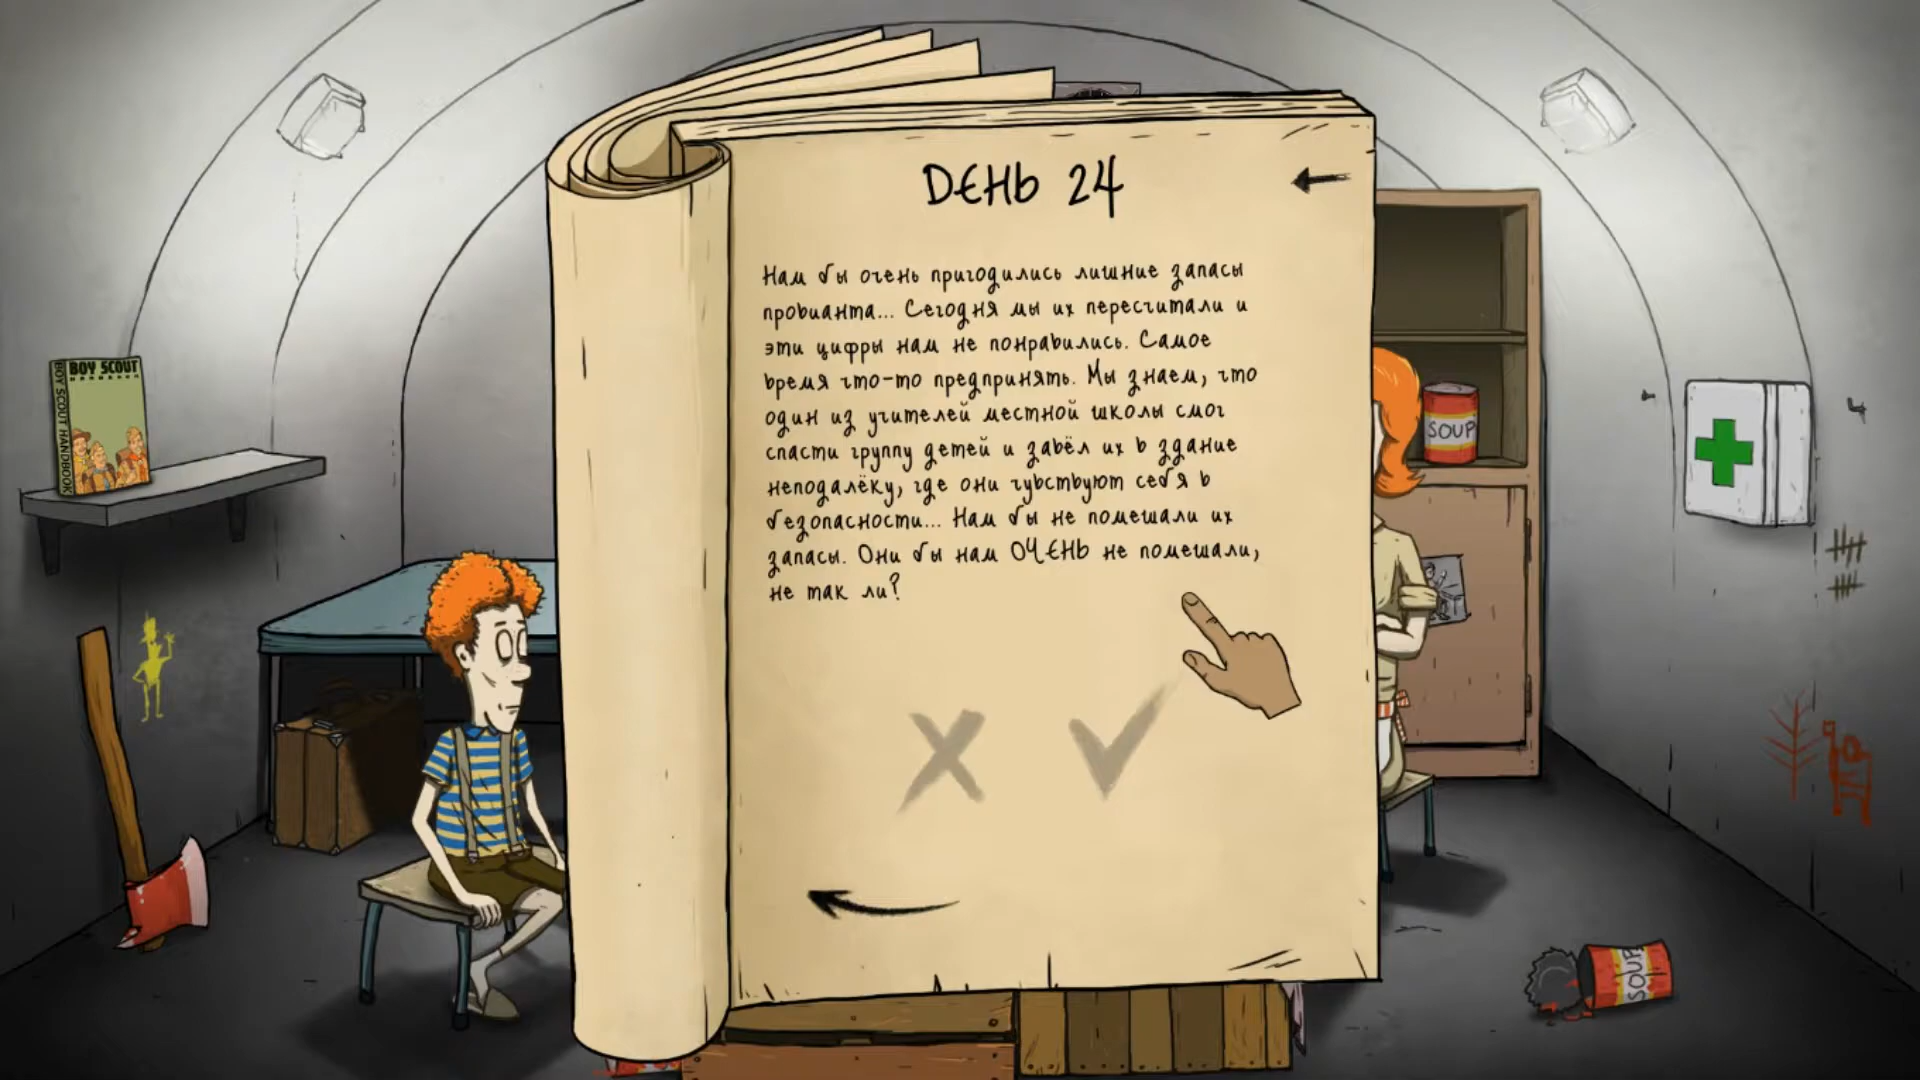 ДЕНЬ 24
Нам бы очень пригодились лишние запасы
провианта... Сегодня мы их пересчитали и
эти цифры нам не понравились. Самое
время что-то предпринять. Мы знаем, что
один из учителей местной школы смог
спасти группу детей и завёл их в здание
неподалёку, где они чувствуют себя в
безопасности... Нам бы не помешали их
запасы. Они бы нам ОЧЕНЬ не помешали,
не так ли?
BOY SCOUT
HANDBOOK
BOY SCOUT HANDBOOK
SOUP
SOUP